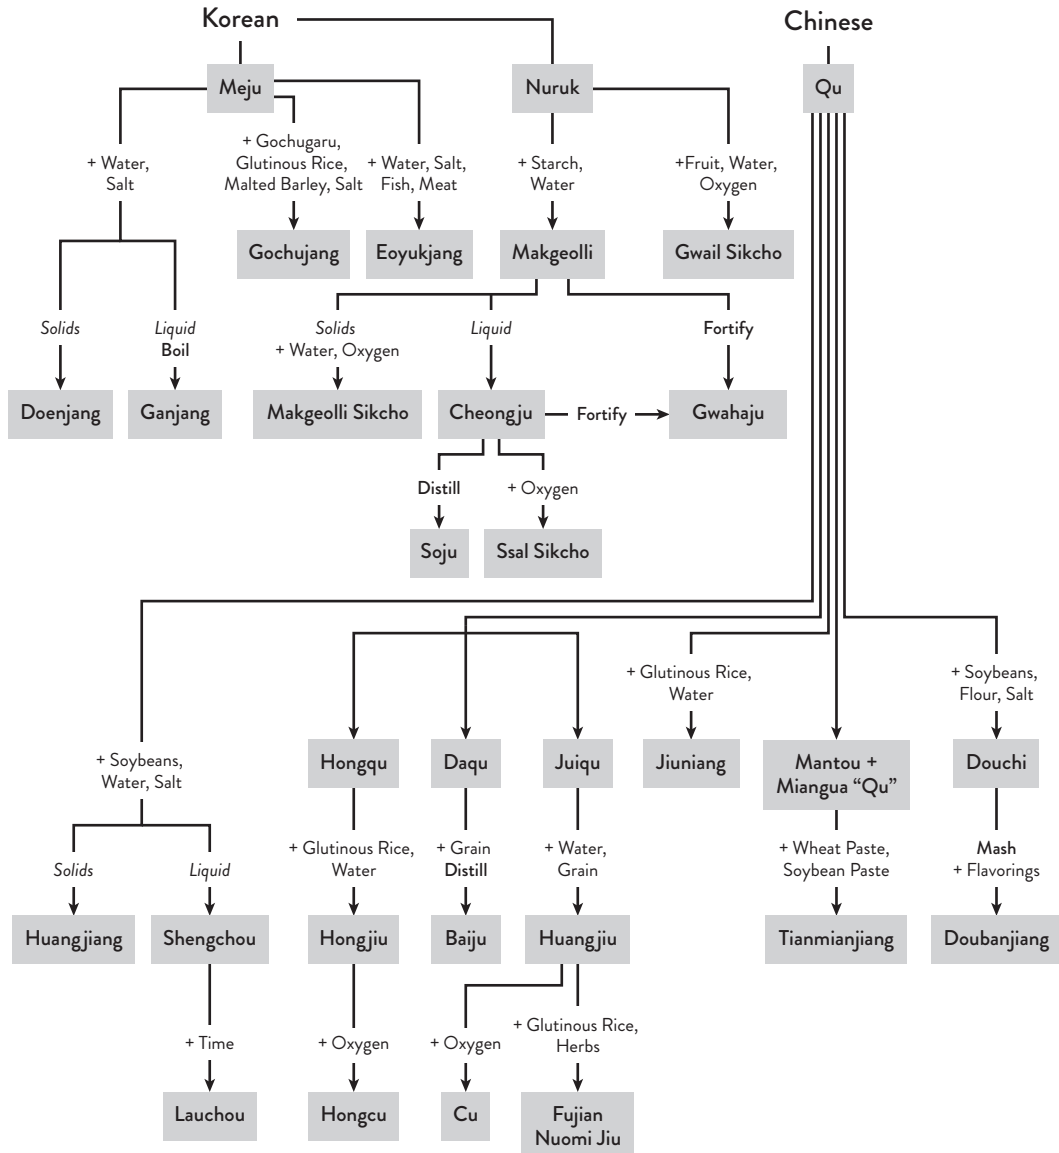 Korean
Chinese
Meju
Nuruk
Qu
+ Water,
Salt
+ Gochugaru,
Glutinous Rice,
Malted Barley, Salt
+ Water, Salt,
Fish, Meat
+ Starch,
Water
+Fruit, Water,
Oxygen
Gochujang
Eoyukjang
Makgeolli
Gwail Sikcho
Solids
Liquid
Boil
Solids
+ Water, Oxygen
Liquid
Fortify
Doenjang
Ganjang
Makgeolli Sikcho
Cheongju
Fortify
Gwahaju
Distill
+ Oxygen
Soju
Ssal Sikcho
+ Glutinous Rice,
Water
+ Soybeans,
Flour, Salt
+ Soybeans,
Water, Salt
Hongqu
Daqu
Juiqu
Jiuniang
Mantou +
Miangua “Qu”
Douchi
Solids
Liquid
+ Glutinous Rice,
Water
+ Grain
Distill
+ Water,
Grain
+ Wheat Paste,
Soybean Paste
Mash
+ Flavorings
Huangjiang
Shengchou
Hongjiu
Baiju
Huangjiu
Tianmianjiang
Doubanjiang
+ Time
+ Oxygen
+ Oxygen
+ Glutinous Rice,
Herbs
Lauchou
Hongcu
Cu
Fujian
Nuomi Jiu